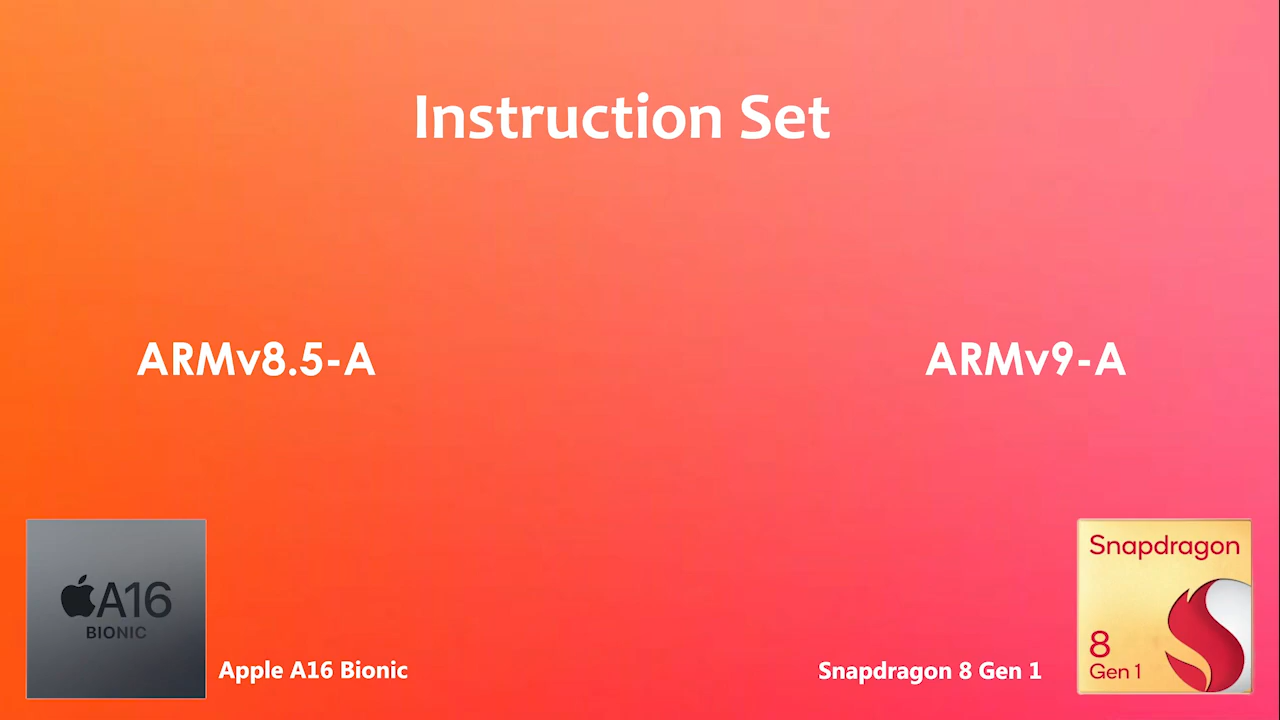 Instruction Set
ARMv8.5-A
ARMv9-A
A16
BIONIC
Apple A16 Bionic
Snapdragon 8 Gen 1
Snapdragon
8
Gen 1